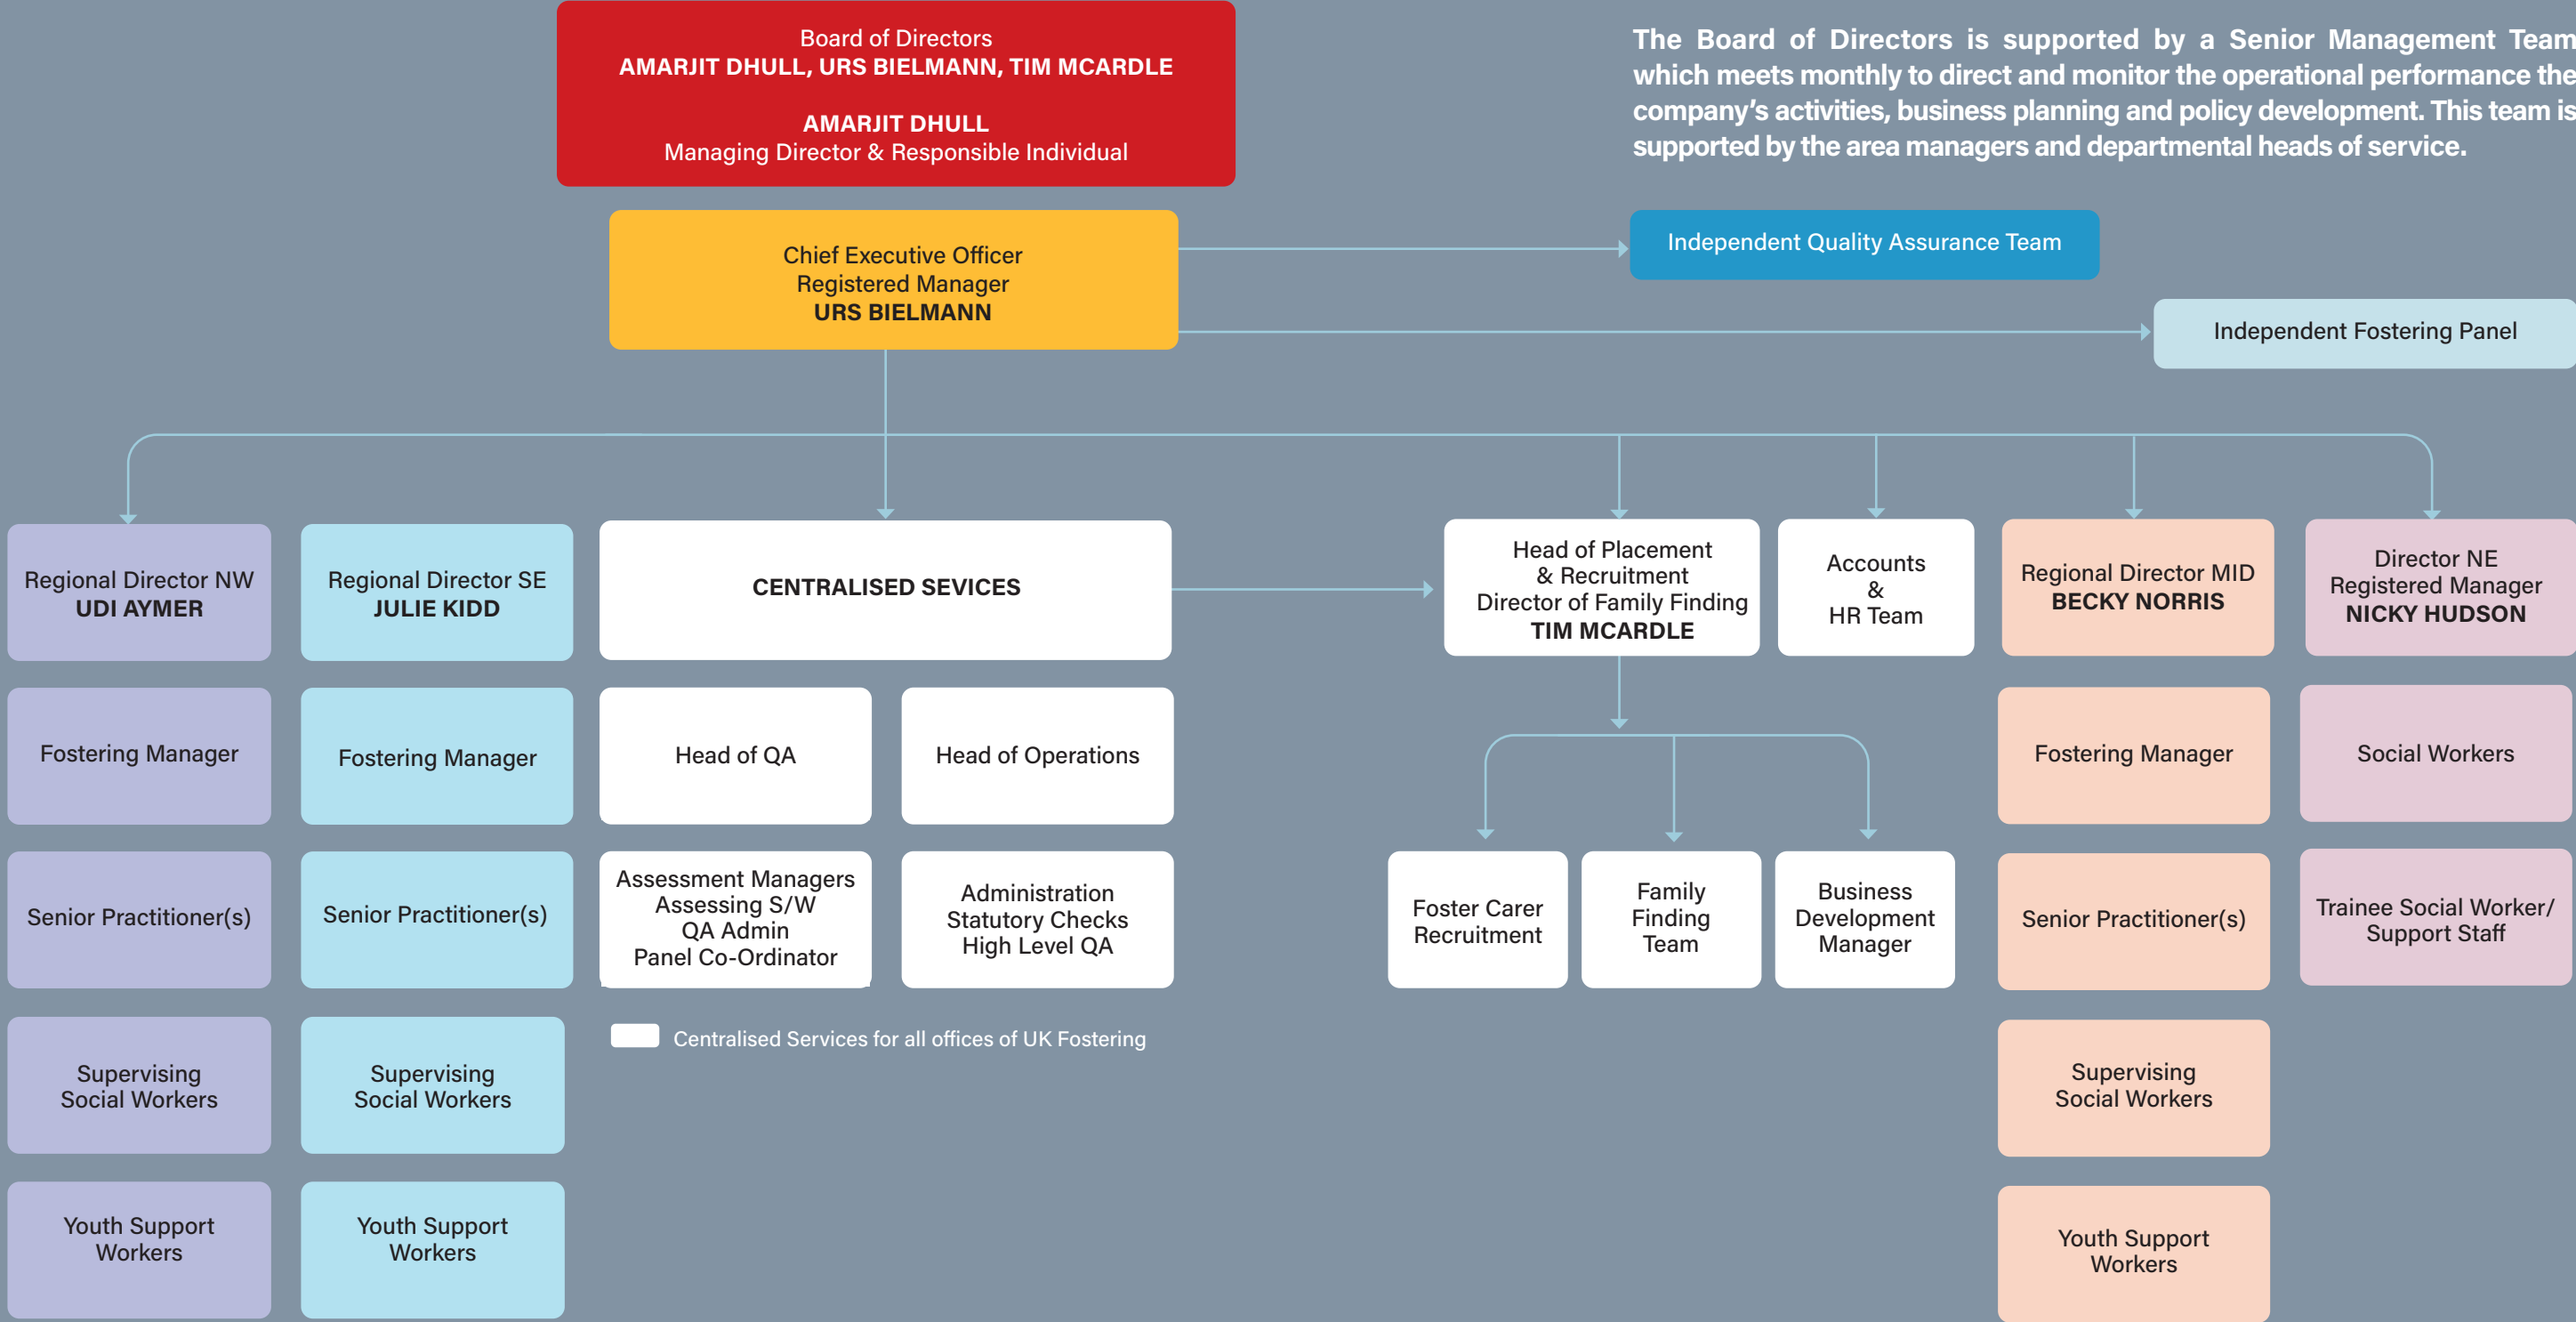 Board of Directors
AMARJIT DHULL, URS BIELMANN, TIM MCARDLE
AMARJIT DHULL
Managing Director & Responsible Individual
The Board of Directors is supported by a Senior Management Team
which meets monthly to direct and monitor the operational performance the
company's activities, business planning and policy development. This team is
supported by the area managers and departmental heads of service.
Chief Executive Officer
Registered Manager
URS BIELMANN
Independent Quality Assurance Team
Independent Fostering Panel
Regional Director NW
UDI AYMER
Regional Director SE
JULIE KIDD
CENTRALISED SEVICES
Head of Placement
& Recruitment
Director of Family Finding
TIM MCARDLE
Accounts
&
HR Team
Regional Director MID
BECKY NORRIS
Director NE
Registered Manager
NICKY HUDSON
Fostering Manager
Fostering Manager
Head of QA
Head of Operations
Fostering Manager
Social Workers
Senior Practitioner(s)
Senior Practitioner(s)
Assessment Managers
Assessing S/W
QA Admin
Panel Co-Ordinator
Administration
Statutory Checks
High Level QA
Foster Carer
Recruitment
Family
Finding
Team
Business
Development
Manager
Senior Practitioner(s)
Trainee Social Worker/
Support Staff
Centralised Services for all offices of UK Fostering
Supervising
Social Workers
Supervising
Social Workers
Supervising
Social Workers
Youth Support
Workers
Youth Support
Workers
Youth Support
Workers